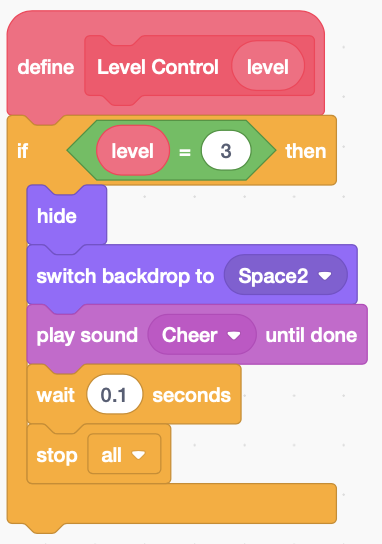 define Level Control level
if level = 3 then
hide
switch backdrop to Space2
play sound Cheer until done
wait 0.1 seconds
stop all